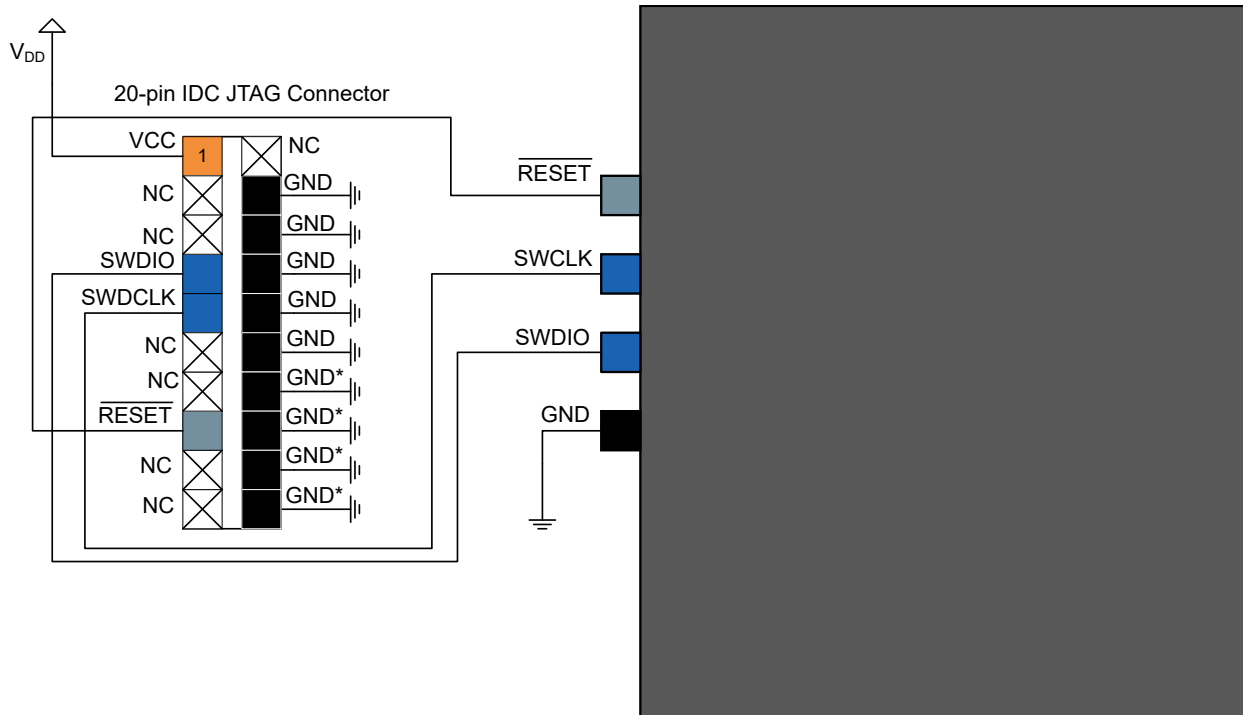 VDD
20-pin IDC JTAG Connector
VCC
1
NC
NC
GND
NC
GND
SWDIO
GND
SWDCLK
GND
NC
GND
NC
GND*
RESET
GND*
NC
GND*
NC
GND*
RESET
SWCLK
SWDIO
GND